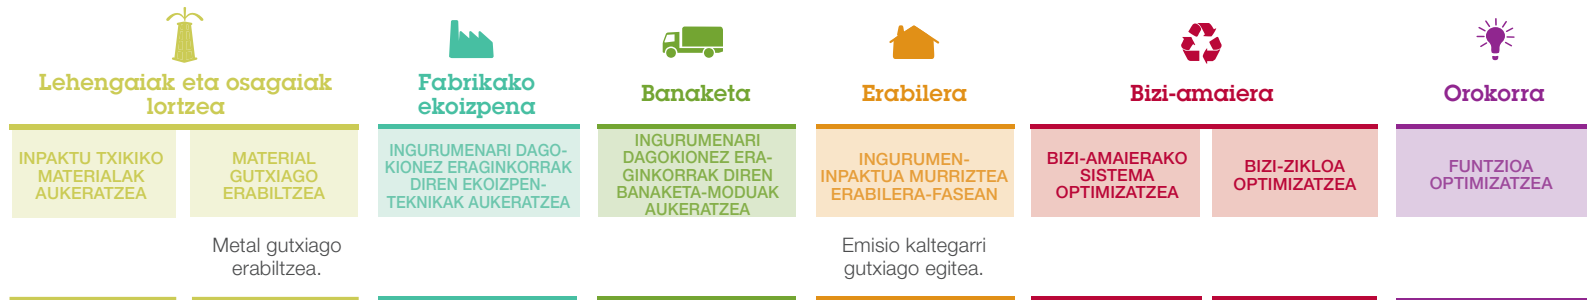 Lehengaiak eta osagaiak
lortzea
Fabrikako
ekoizpena
Banaketa
Erabilera
Bizi-amaiera
Orokorra
INPAKTU TXIKIKO
MATERIALAK
AUKERATZEA
MATERIAL
GUTXIAGO
ERABILTZEA
INGURUMENARI DAGO-
KIONEZ ERAGINKORRAK
DIREN EKOIZPEN-
TEKNIKAK AUKERATZEA
INGURUMENARI
DAGOKIONEZ ERA-
GINKORRAK DIREN
BANAKETA-MODUAK
AUKERATZEA
INGURUMEN-
INPAKTUA MURRIZTEA
ERABILERA-FASEAN
BIZI-AMAIERAKO
SISTEMA
OPTIMIZATZEA
BIZI-ZIKLOA
OPTIMIZATZEA
FUNTZIOA
OPTIMIZATZEA
Metal gutxiago
erabiltzea.
Emisio kaltegarri
gutxiago egitea.